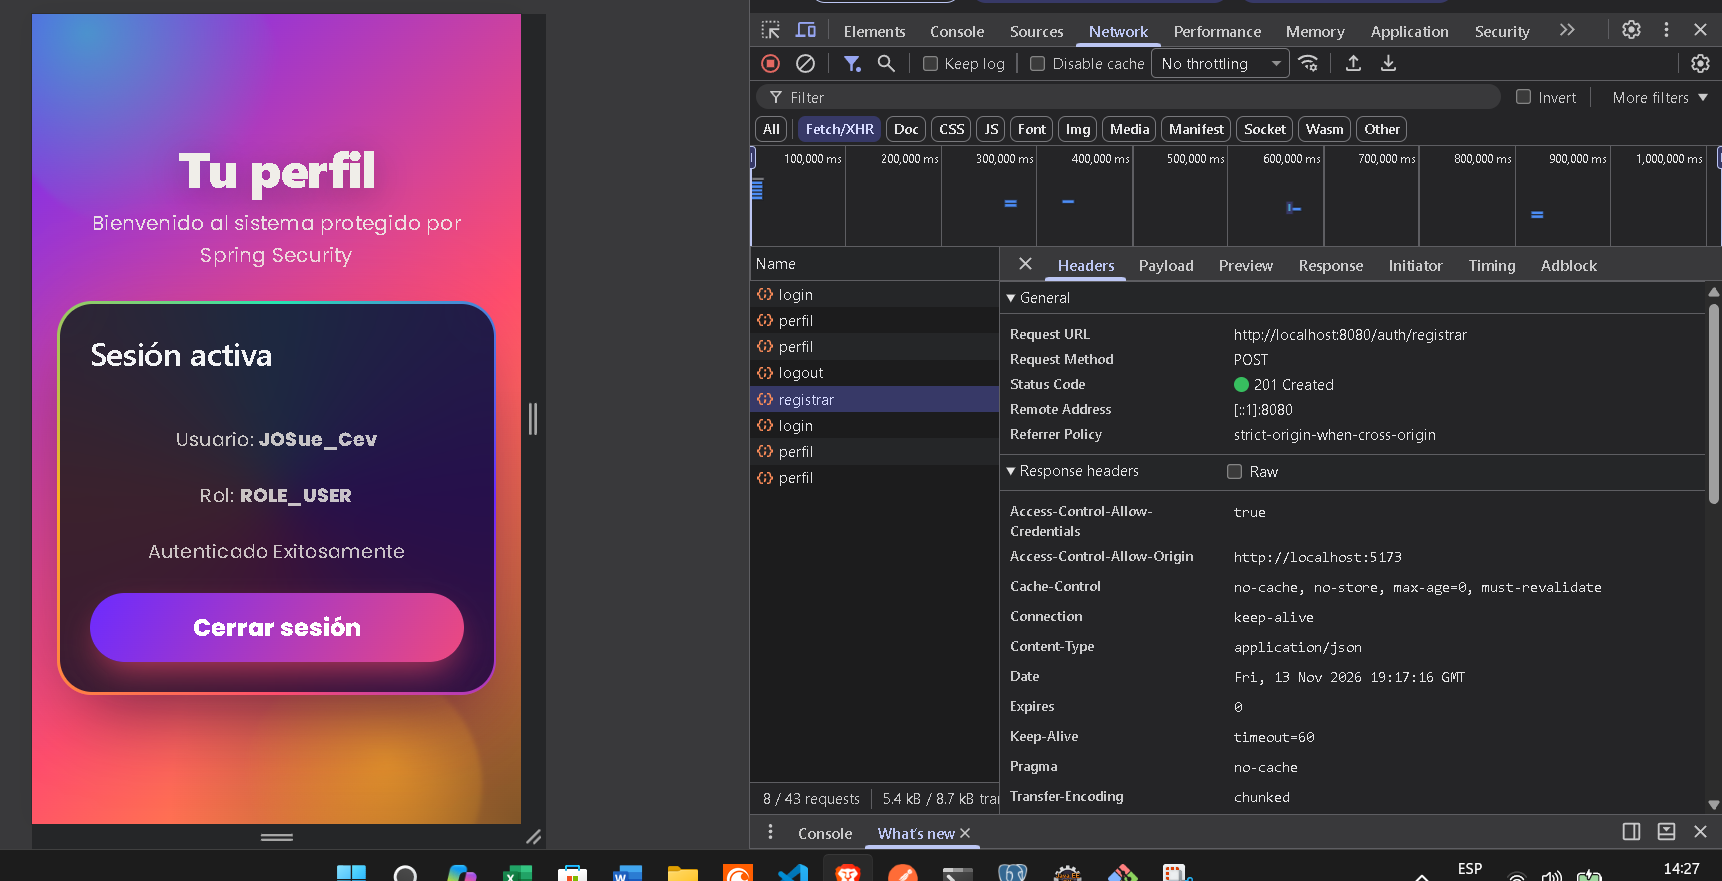 Tu perfil
Bienvenido al sistema protegido por
Spring Security
Sesión activa
Usuario: JOSue_Cev
Rol: ROLE_USER
Autenticado Exitosamente
Cerrar sesión
Elements Console Sources Network Performance Memory Application Security
Keep log Disable cache No throttling
Filter Invert More filters
All Fetch/XHR Doc CSS JS Font Img Media Manifest Socket Wasm Other
100,000 ms 200,000 ms 300,000 ms 400,000 ms 500,000 ms 600,000 ms 700,000 ms 800,000 ms 900,000 ms 1,000,000 ms
Name
login
perfil
perfil
logout
registrar
login
perfil
perfil
8 / 43 requests 5.4 kB / 8.7 kB tra
Headers Payload Preview Response Initiator Timing Adblock
General
Request URL http://localhost:8080/auth/registrar
Request Method POST
Status Code 201 Created
Remote Address [::1]:8080
Referrer Policy strict-origin-when-cross-origin
Response headers Raw
Access-Control-Allow- true
Credentials
Access-Control-Allow-Origin http://localhost:5173
Cache-Control no-cache, no-store, max-age=0, must-revalidate
Connection keep-alive
Content-Type application/json
Date Fri, 13 Nov 2026 19:17:16 GMT
Expires 0
Keep-Alive timeout=60
Pragma no-cache
Transfer-Encoding chunked
Console What's new
ESP 14:27